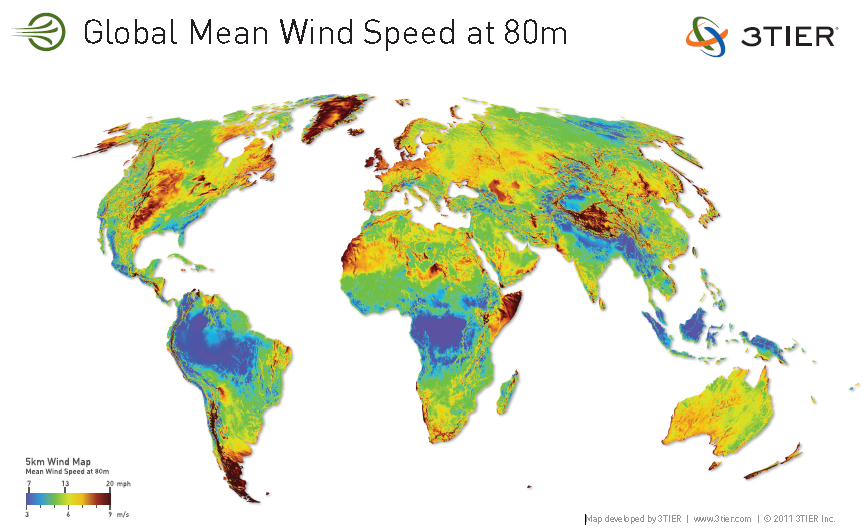 Global Mean Wind Speed at 80m
3TIER®
5km Wind Map
Mean Wind Speed at 80m
7 13 20 mph
3 6 9 m/s
Map developed by 3TIER | www.3tier.com | © 2011 3TIER Inc.